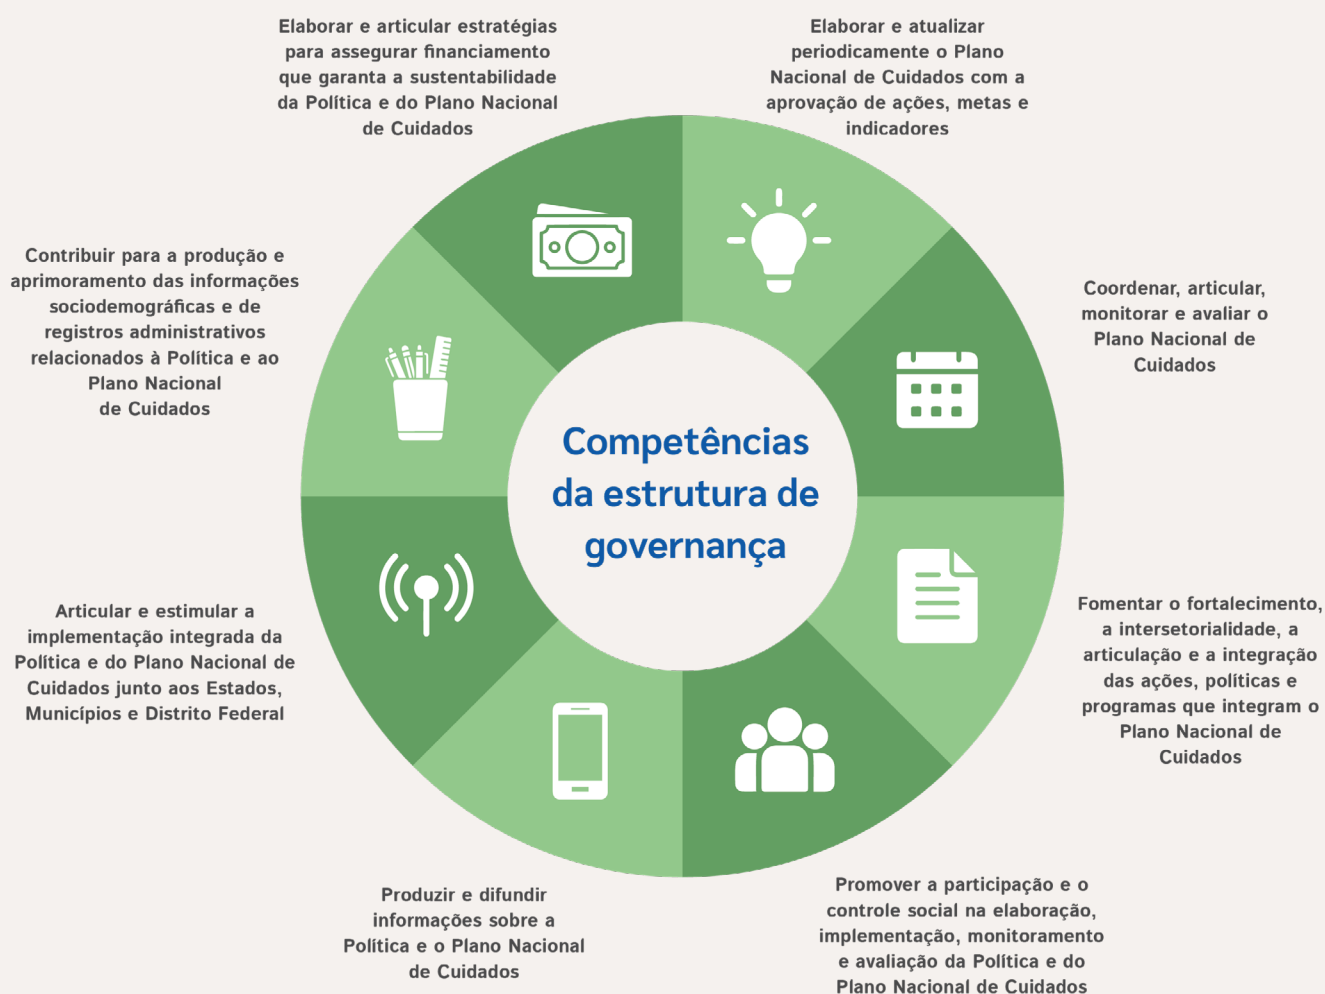 Elaborar e articular estratégias
para assegurar financiamento
que garanta a sustentabilidade
da Política e do Plano Nacional
de Cuidados
Elaborar e atualizar
periodicamente o Plano
Nacional de Cuidados com a
aprovação de ações, metas e
indicadores
Contribuir para a produção e
aprimoramento das informações
sociodemográficas e de
registros administrativos
relacionados à Política e ao
Plano Nacional
de Cuidados
Coordenar, articular,
monitorar e avaliar o
Plano Nacional de
Cuidados
Competências
da estrutura de
governança
Articular e estimular a
implementação integrada da
Política e do Plano Nacional de
Cuidados junto aos Estados,
Municípios e Distrito Federal
Fomentar o fortalecimento,
a intersetorialidade, a
articulação e a integração
das ações, políticas e
programas que integram o
Plano Nacional de
Cuidados
Produzir e difundir
informações sobre a
Política e o Plano Nacional
de Cuidados
Promover a participação e o
controle social na elaboração,
implementação, monitoramento
e avaliação da Política e do
Plano Nacional de Cuidados